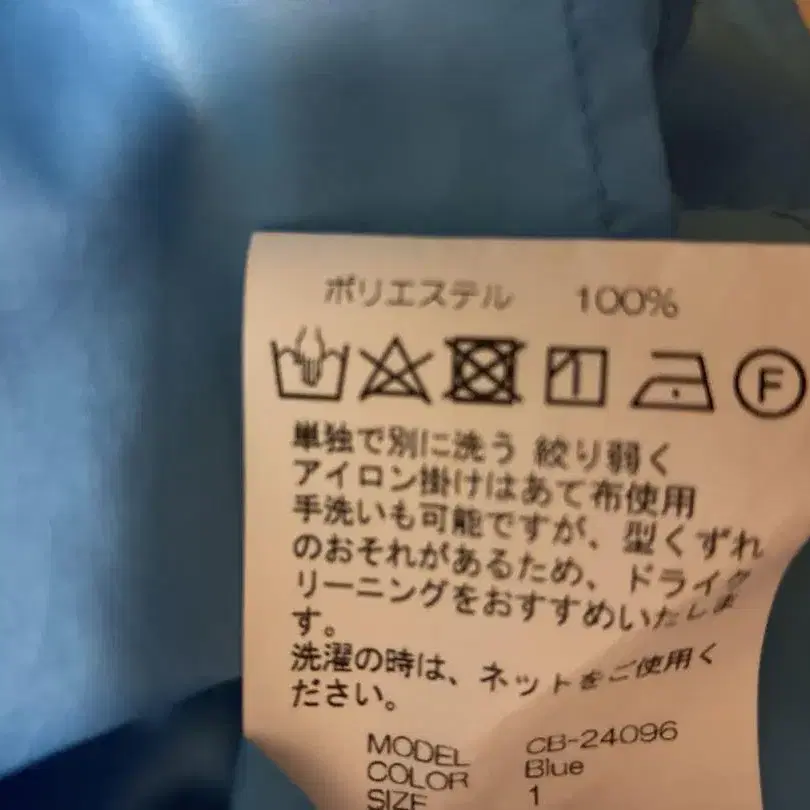 ポリエステル 100%
F
単独で別に洗う 絞り弱く
アイロン掛けはあて布使用
手洗いも可能ですが、型くずれ
のおそれがあるため、ドライク
リーニングをおすすめいたしま
す。
洗濯の時は、ネットをご使用く
ださい。
MODEL CB-24096
COLOR Blue
SIZE 1